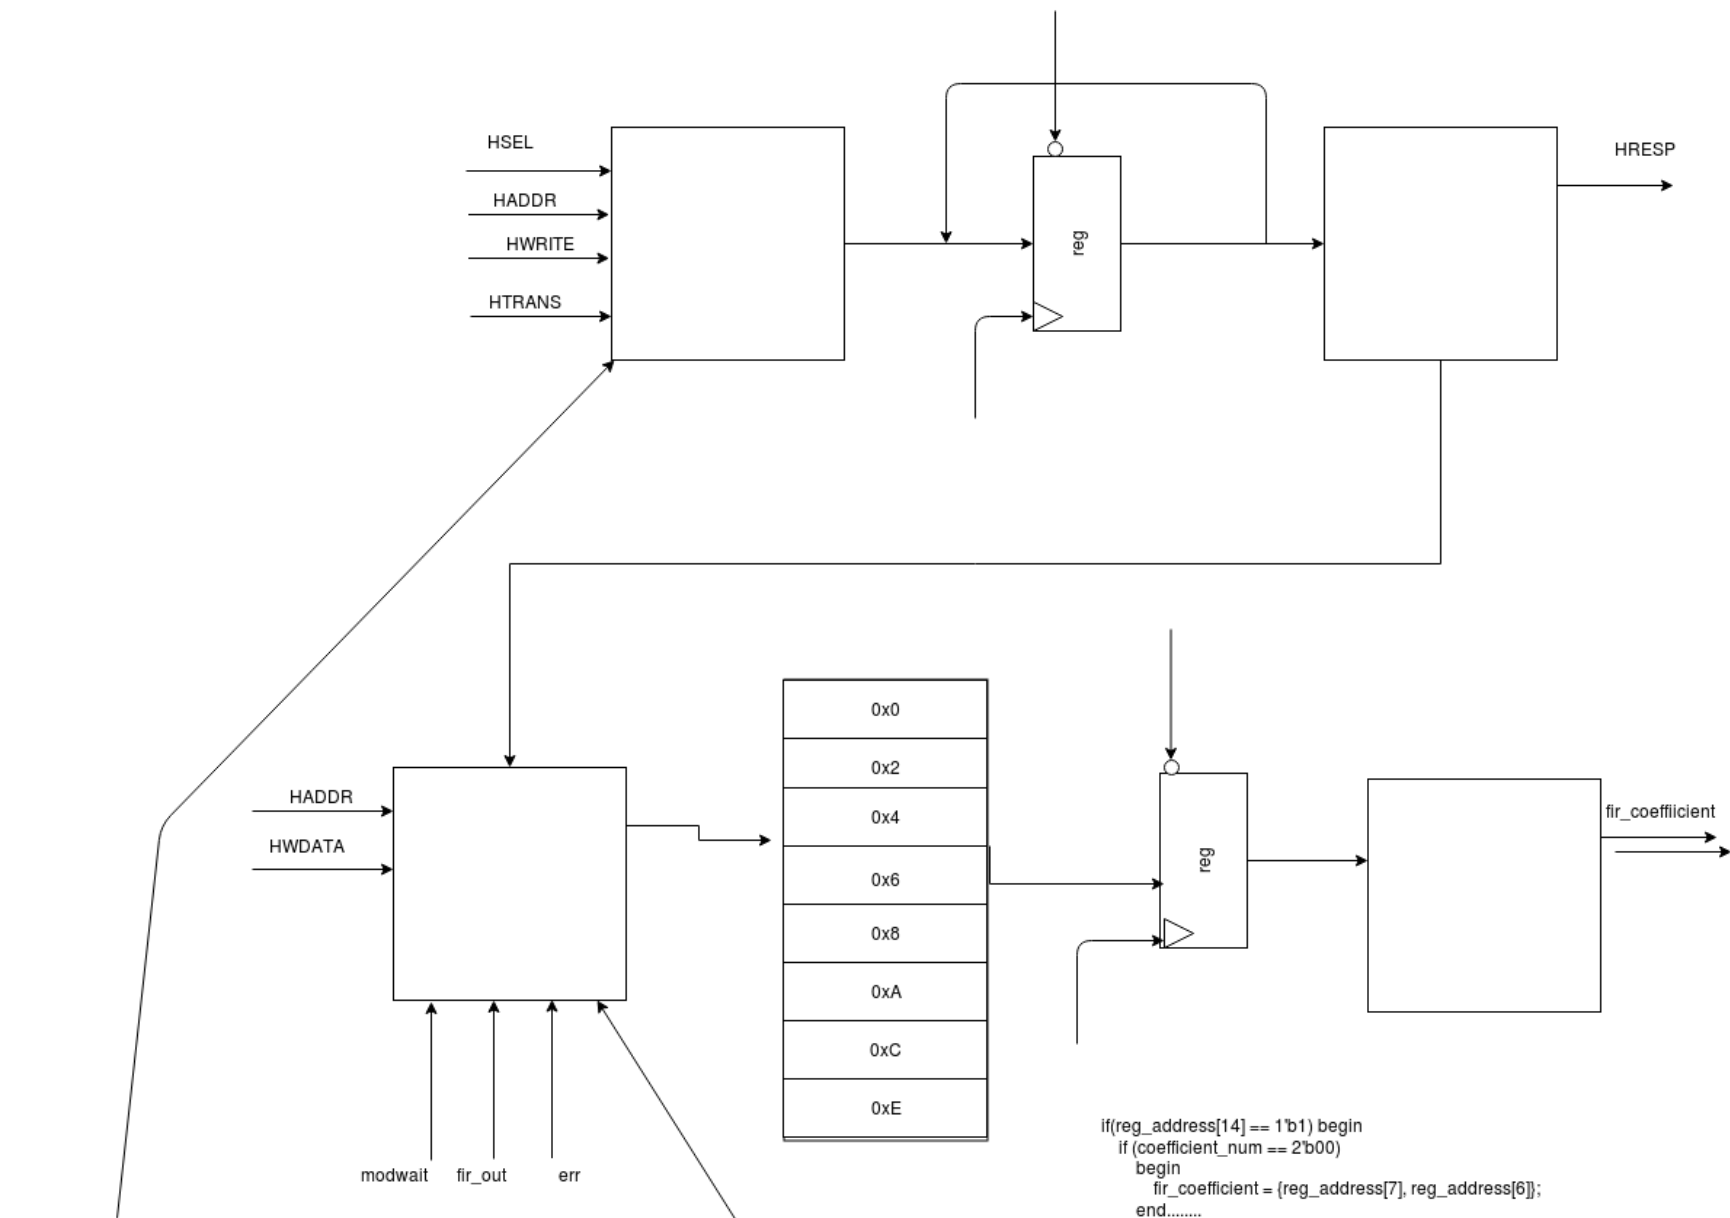 HSEL
HRESP
HADDR
HWRITE
reg
HTRANS
0x0
0x2
HADDR
fir_coeffiicient
0x4
HWDATA
reg
0x6
0x8
0xA
0xC
0xE
if(reg_address[14] == 1'b1) begin
if (coefficient_num == 2'b00)
begin
modwait fir_out err
fir_coefficient = {reg_address[7], reg_address[6]};
end........